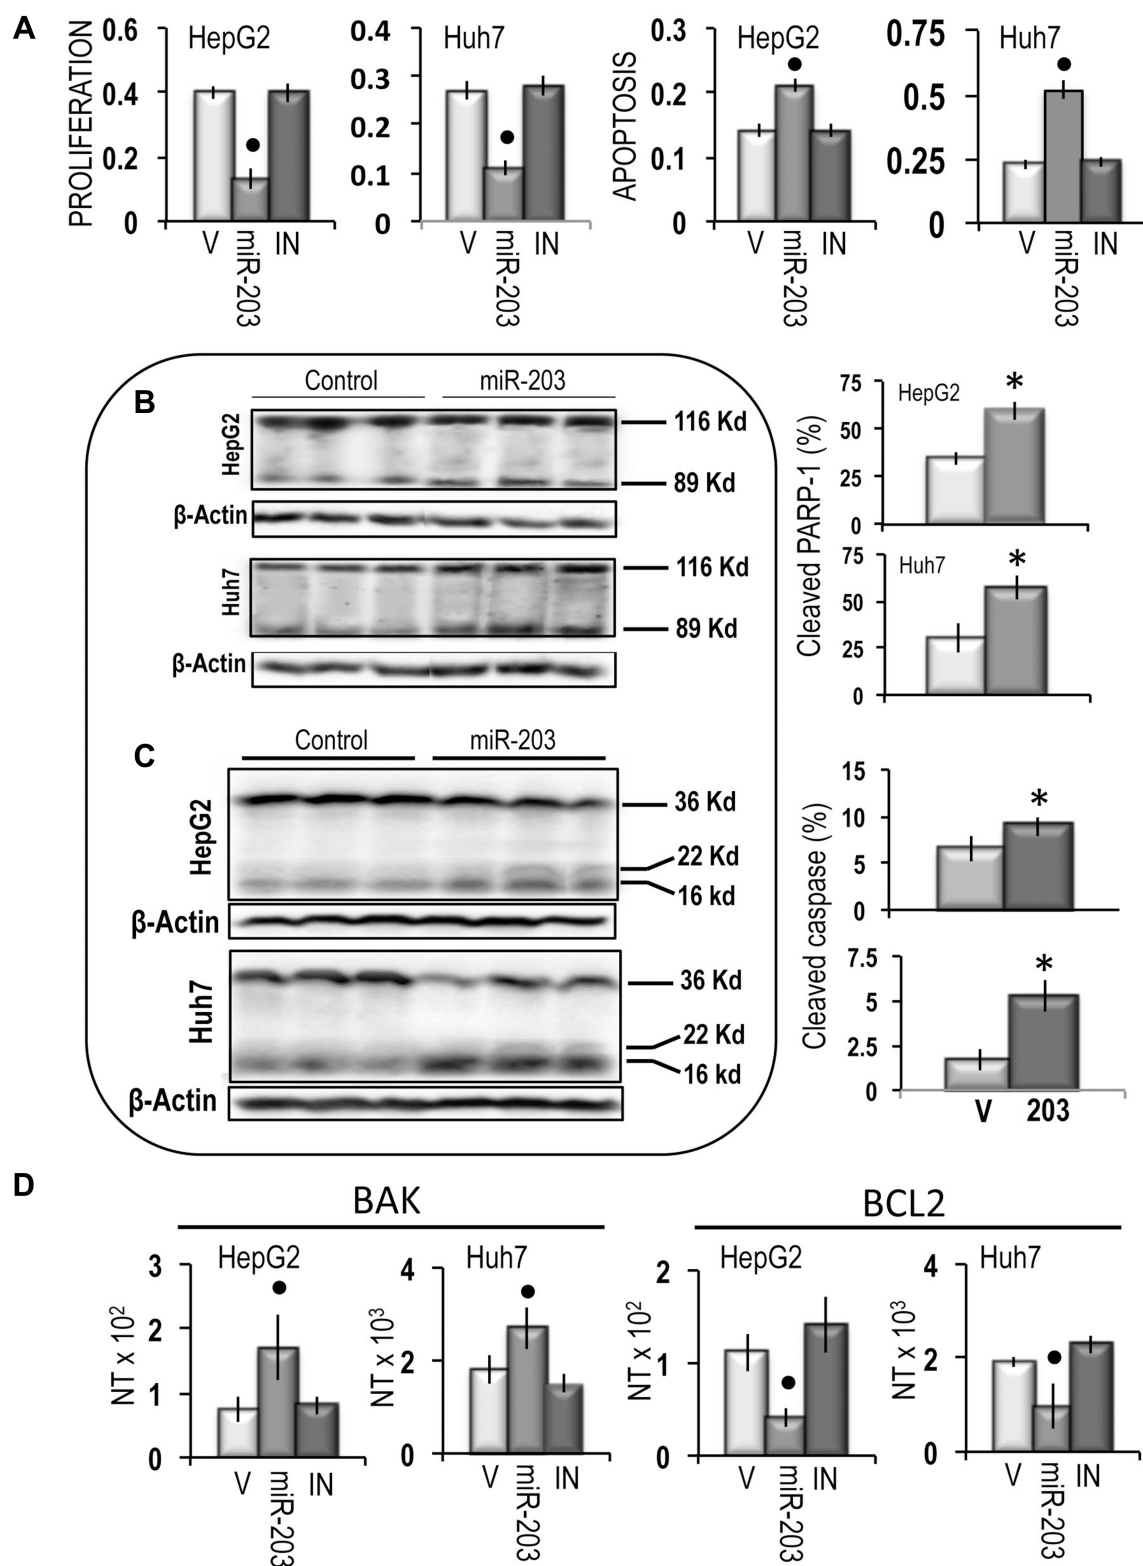 A
PROLIFERATION
HepG2
0.6
0.4
0.2
0
V
miR-203
IN
Huh7
0.4
0.3
0.2
0.1
0
V
miR-203
IN
APOPTOSIS
HepG2
0.3
0.2
0.1
0
V
miR-203
IN
Huh7
0.75
0.5
0.25
0
V
miR-203
IN
B
Control
miR-203
HepG2
116 Kd
89 Kd
β-Actin
Huh7
116 Kd
89 Kd
β-Actin
Cleaved PARP-1 (%)
HepG2
75
50
25
0
*
Huh7
75
50
25
0
*
C
Control
miR-203
HepG2
36 Kd
22 Kd
16 kd
β-Actin
Huh7
36 Kd
22 Kd
16 kd
β-Actin
Cleaved caspase (%)
15
10
5
0
*
7.5
5
2.5
0
*
V 203
D
BAK
HepG2
NT x 10²
3
2
1
0
V
miR-203
IN
Huh7
NT x 10³
4
2
0
V
miR-203
IN
BCL2
HepG2
NT x 10²
2
1
0
V
miR-203
IN
Huh7
NT x 10³
4
2
0
V
miR-203
IN